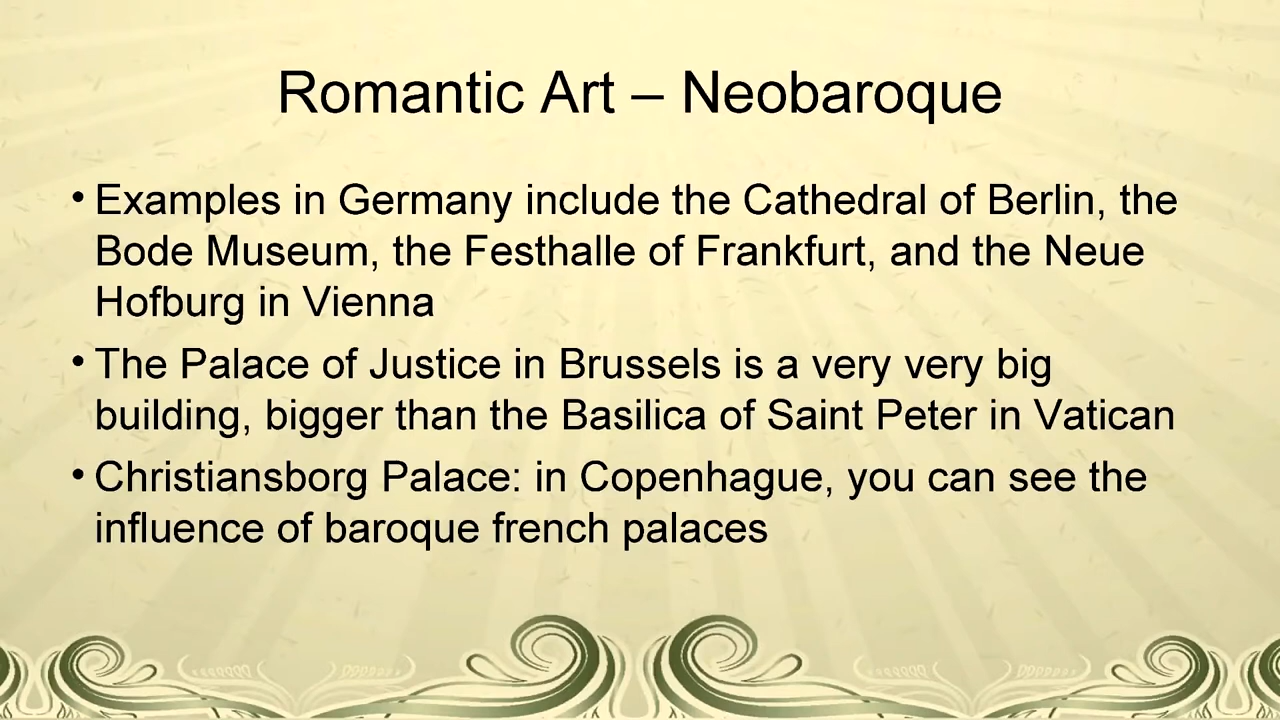 Romantic Art – Neobaroque
• Examples in Germany include the Cathedral of Berlin, the
Bode Museum, the Festhalle of Frankfurt, and the Neue
Hofburg in Vienna
• The Palace of Justice in Brussels is a very very big
building, bigger than the Basilica of Saint Peter in Vatican
• Christiansborg Palace: in Copenhague, you can see the
influence of baroque french palaces